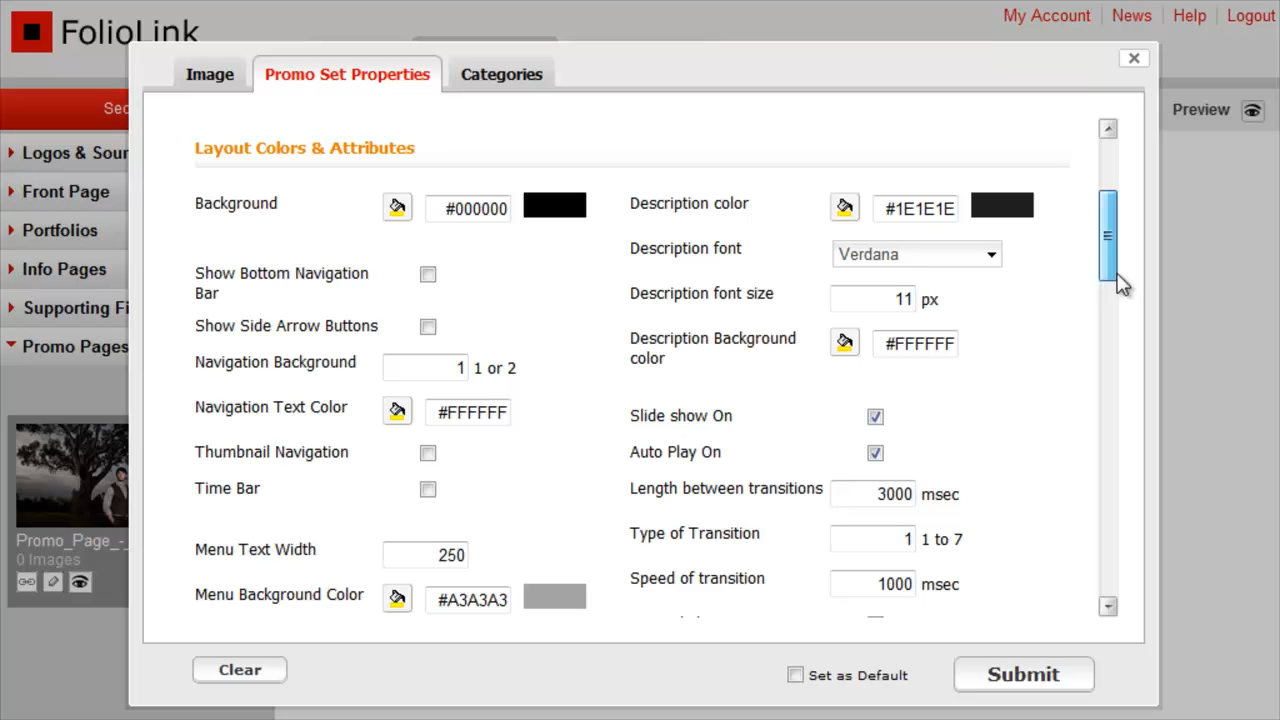 FolioLink
My Account News Help Logout
Image Promo Set Properties Categories
Sec
Preview
Logos & Soun
Front Page
Portfolios
Info Pages
Supporting Fi
Promo Pages
Promo_Page_-_
0 Images
Layout Colors & Attributes
Background #000000
Show Bottom Navigation
Bar
Show Side Arrow Buttons
Navigation Background 1 1 or 2
Navigation Text Color #FFFFFF
Thumbnail Navigation
Time Bar
Menu Text Width 250
Menu Background Color #A3A3A3
Description color #1E1E1E
Description font Verdana
Description font size 11 px
Description Background
color #FFFFFF
Slide show On
Auto Play On
Length between transitions 3000 msec
Type of Transition 1 1 to 7
Speed of transition 1000 msec
Clear Set as Default Submit